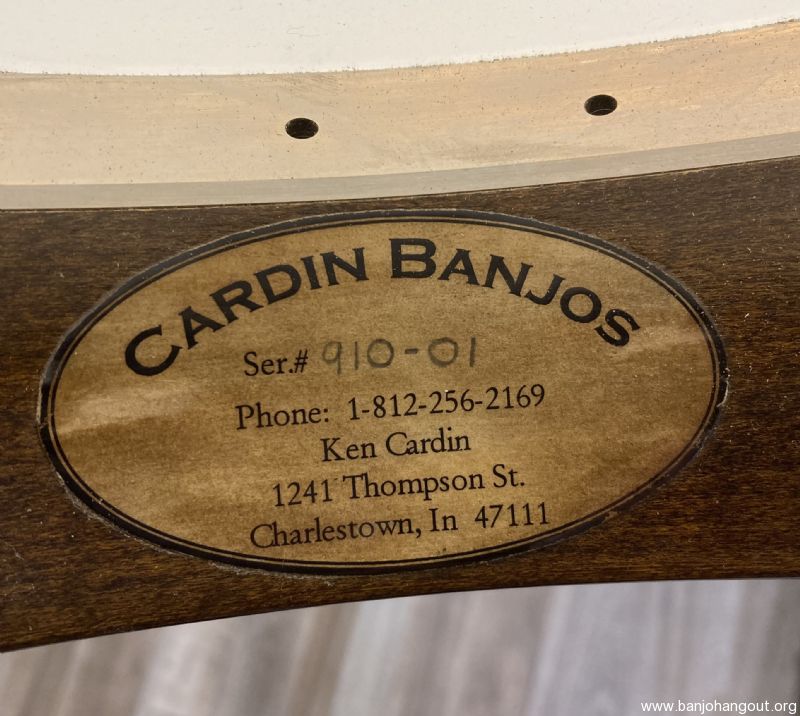 CARDIN BANJOS
Ser.# 910-01
Phone: 1-812-256-2169
Ken Cardin
1241 Thompson St.
Charlestown, In 47111
www.banjohangout.org